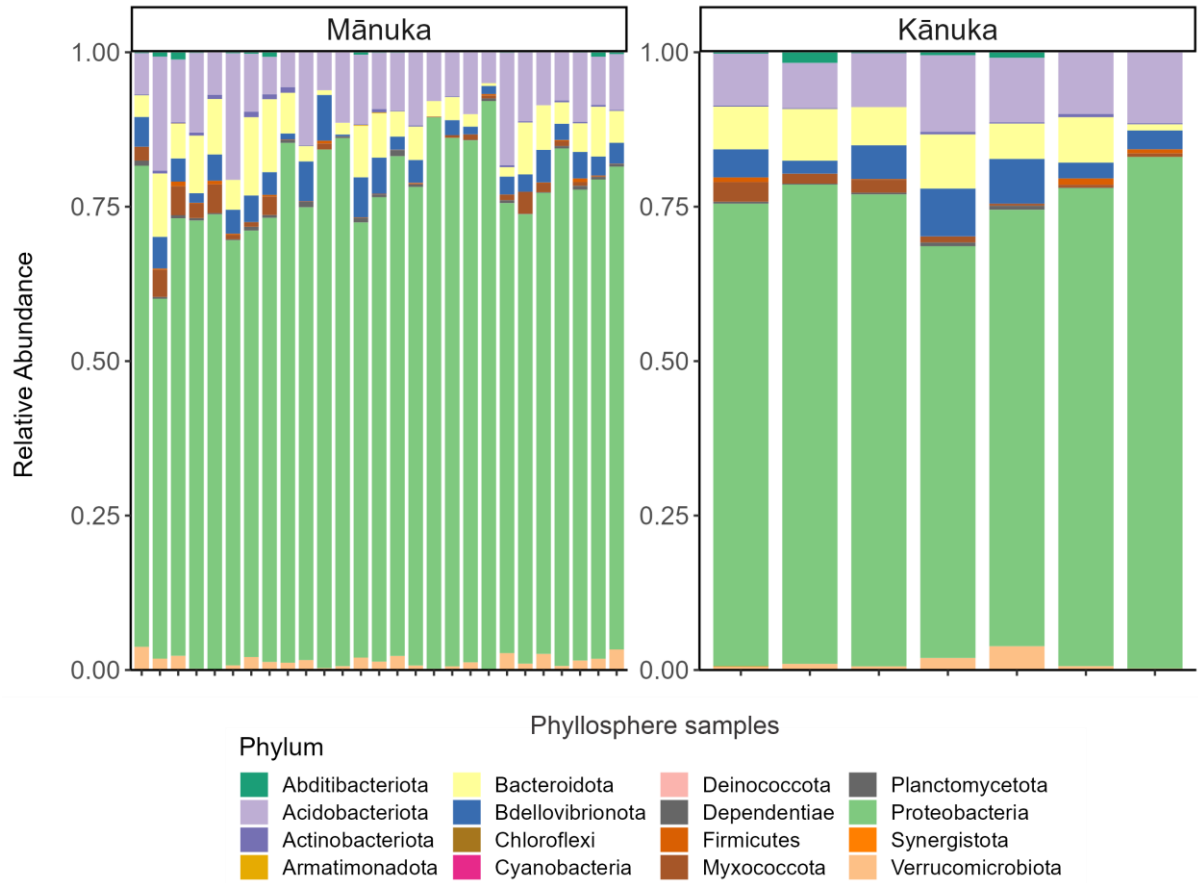 Mānuka
Kānuka
1.00
0.75
0.50
0.25
0.00
1.00
0.75
0.50
0.25
0.00
Relative Abundance
Phyllosphere samples
Phylum
Abditibacteriota Bacteroidota Deinococcota Planctomycetota
Acidobacteriota Bdellovibrionota Dependentiae Proteobacteria
Actinobacteriota Chloroflexi Firmicutes Synergistota
Armatimonadota Cyanobacteria Myxococcota Verrucomicrobiota